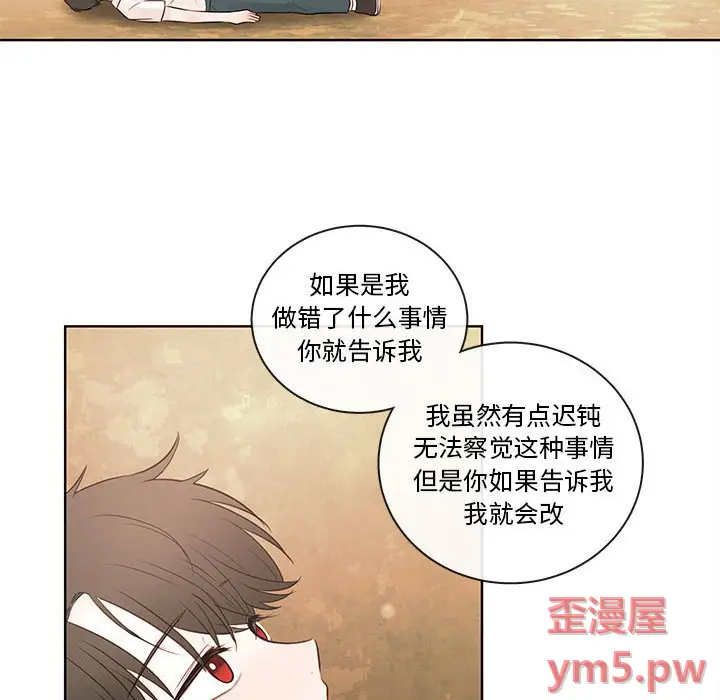 如果是我
做错了什么事情
你就告诉我
我虽然有点迟钝
无法察觉这种事情
但是你如果告诉我
我就会改
歪漫屋
ym5.pw